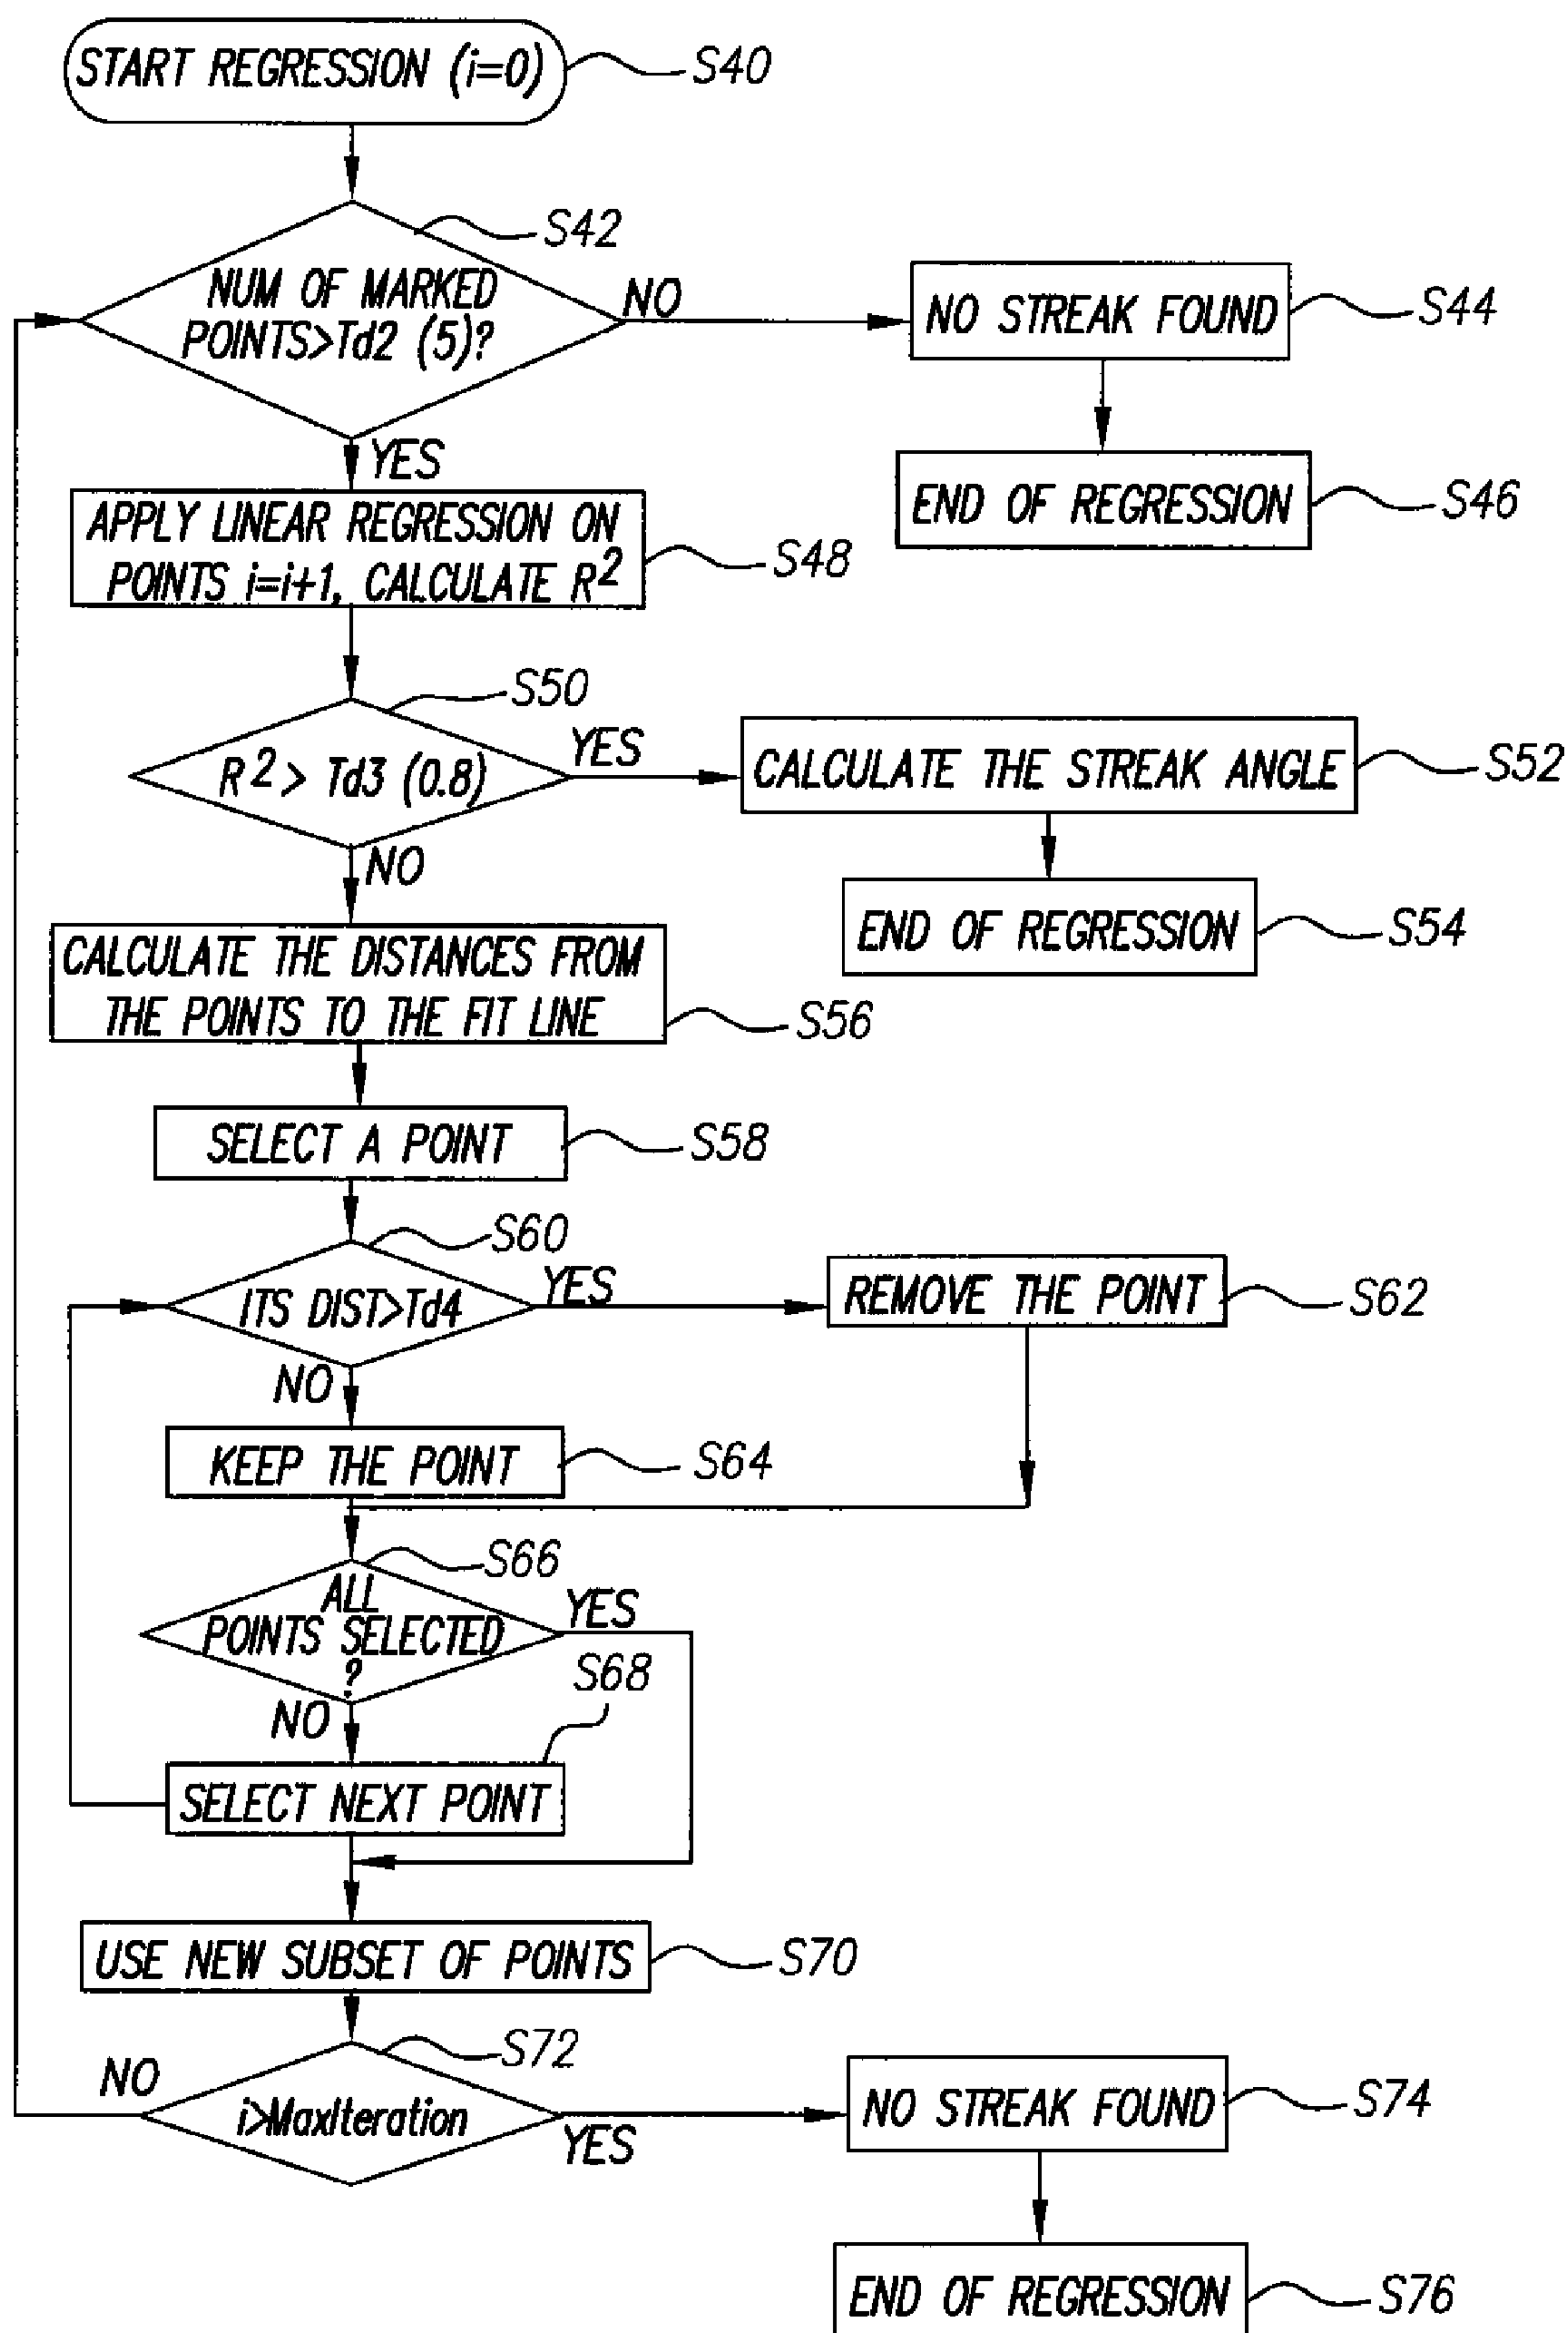 START REGRESSION (i=0)
S40
S42
NUM OF MARKED
POINTS>Td2 (5)?
NO
NO STREAK FOUND
S44
YES
END OF REGRESSION
S46
APPLY LINEAR REGRESSION ON
POINTS i=i+1, CALCULATE R²
S48
S50
R²> Td3 (0.8)
YES
CALCULATE THE STREAK ANGLE
S52
NO
END OF REGRESSION
S54
CALCULATE THE DISTANCES FROM
THE POINTS TO THE FIT LINE
S56
SELECT A POINT
S58
S60
ITS DIST>Td4
YES
REMOVE THE POINT
S62
NO
KEEP THE POINT
S64
S66
ALL
POINTS SELECTED
?
YES
S68
NO
SELECT NEXT POINT
USE NEW SUBSET OF POINTS
S70
S72
NO
i>MaxIteration
YES
NO STREAK FOUND
S74
END OF REGRESSION
S76